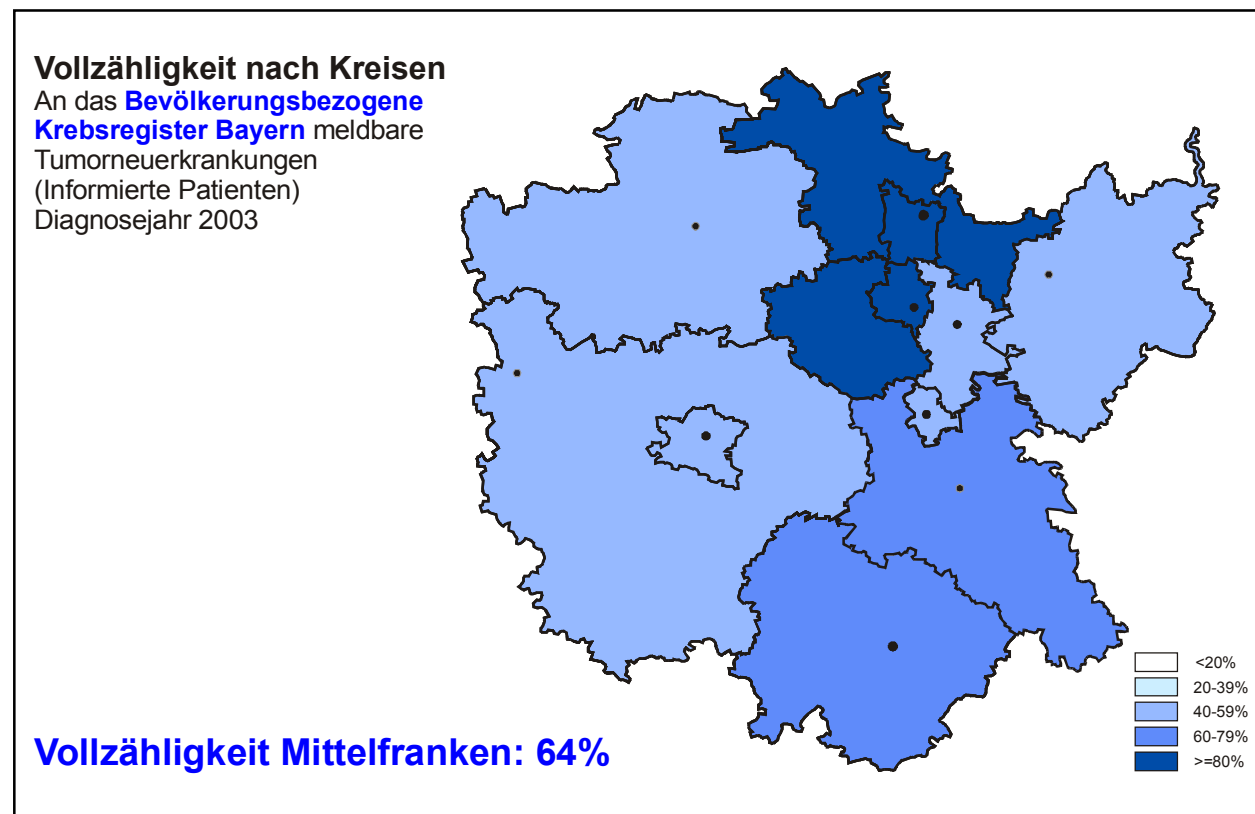 Vollzähligkeit nach Kreisen
An das Bevölkerungsbezogene
Krebsregister Bayern meldbare
Tumorneuerkrankungen
(Informierte Patienten)
Diagnosejahr 2003
<20%
20-39%
40-59%
60-79%
>=80%
Vollzähligkeit Mittelfranken: 64%